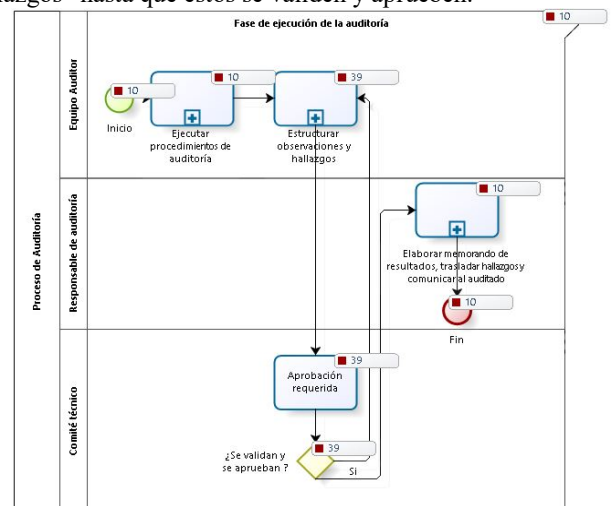 hasta que estos se validen y aprueben.
Fase de ejecución de la auditoría
10
Proceso de Auditoría
Equipo Auditor
10
Inicio
10
Ejecutar
procedimientos de
auditoría
39
Estructurar
observaciones y
hallazgos
Responsable de auditoría
10
Elaborar memorando de
resultados, trasladar hallazgos y
comunicar al auditado
10
Fin
Comité técnico
39
Aprobación
requerida
39
¿Se validan y
se aprueban ?
Si